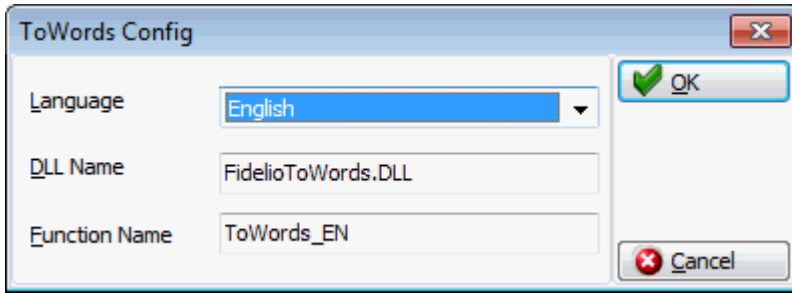 ToWords Config
Language
English
OK
DLL Name
FidelioToWords.DLL
Function Name
ToWords_EN
Cancel